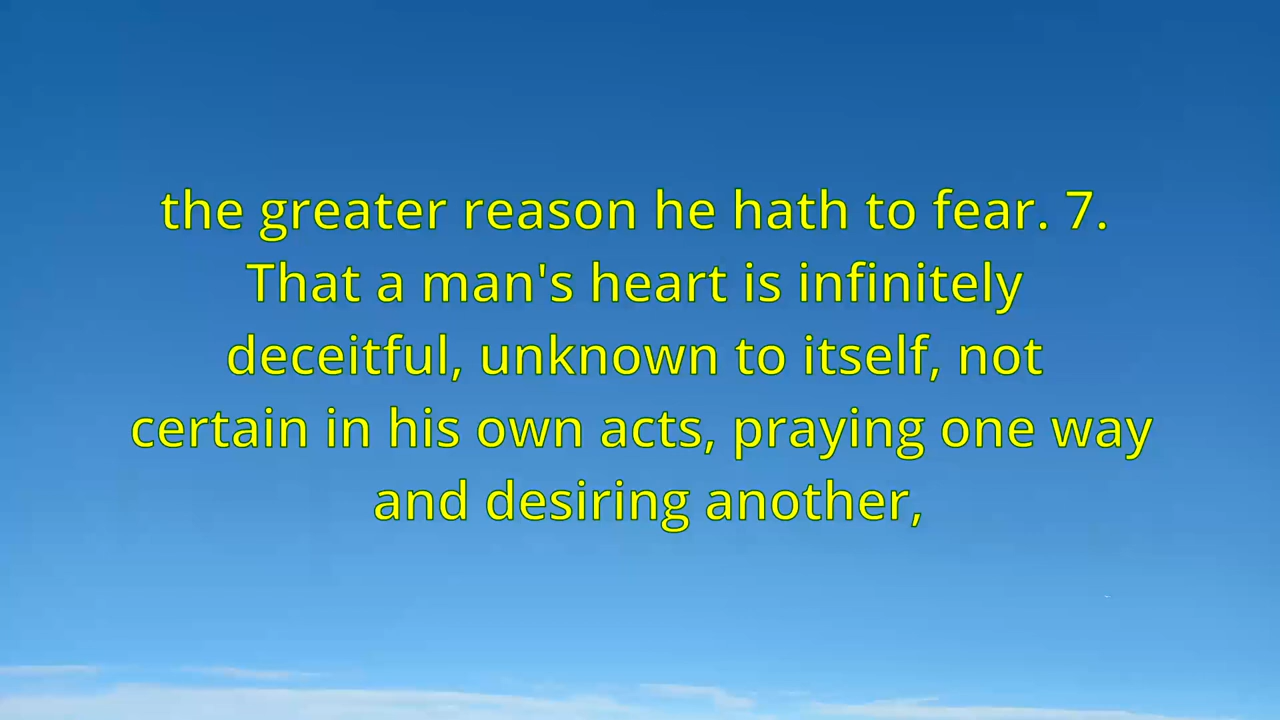 the greater reason he hath to fear. 7.
That a man's heart is infinitely
deceitful, unknown to itself, not
certain in his own acts, praying one way
and desiring another,